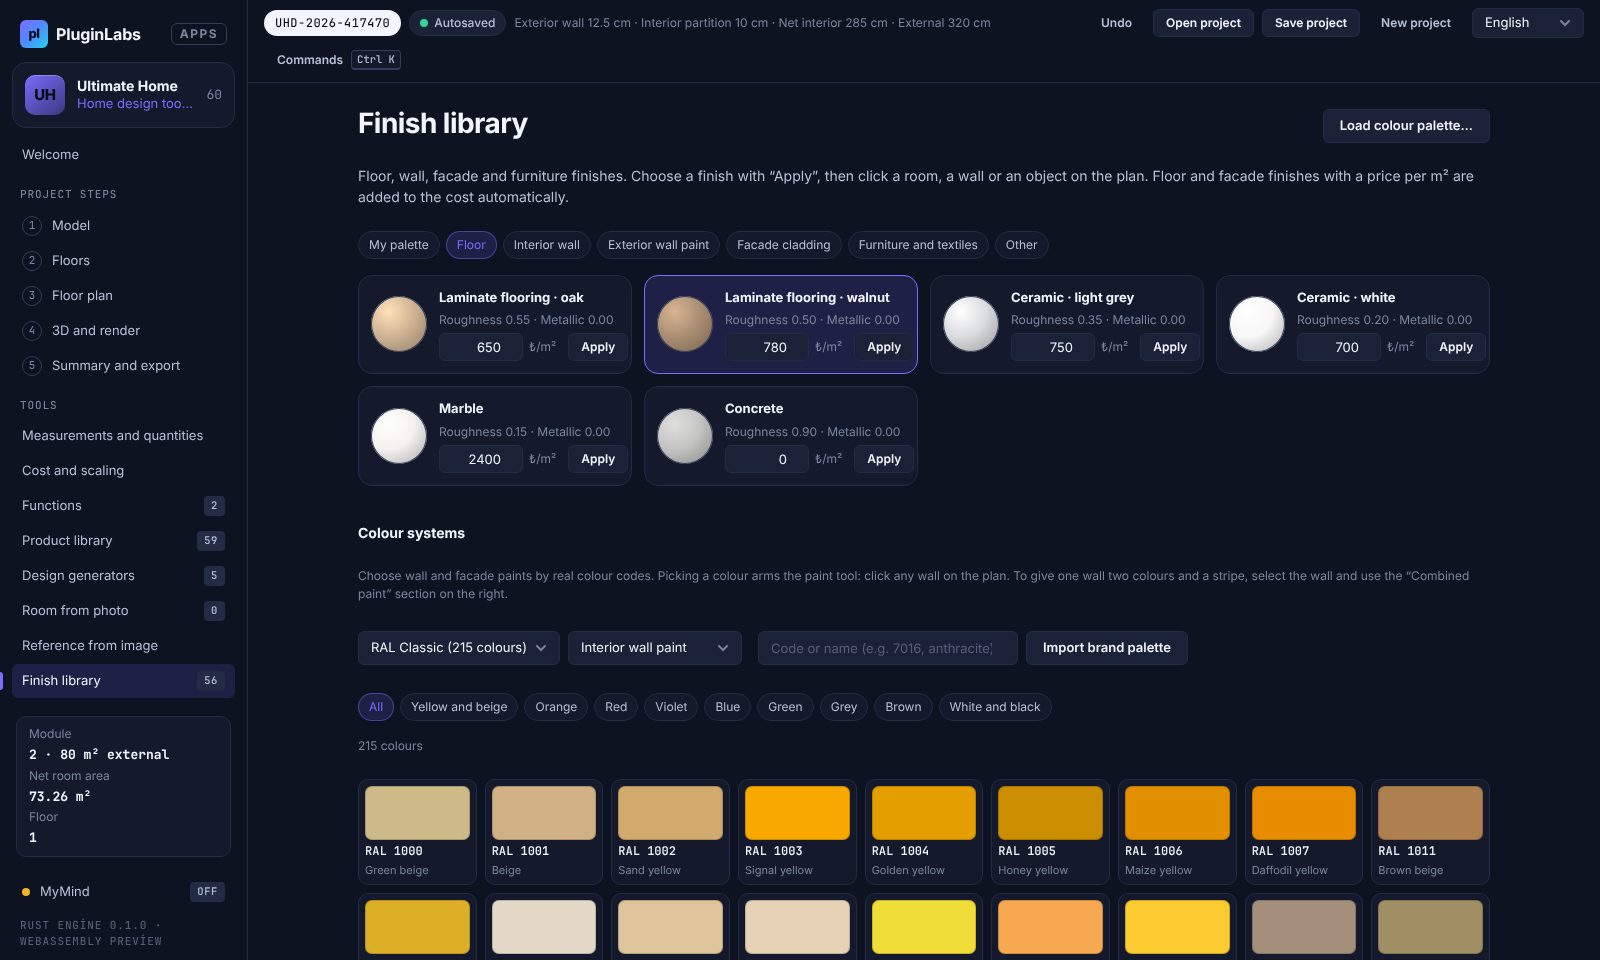 pl PluginLabs APPS
UH Ultimate Home 60
Home design too...
Welcome
PROJECT STEPS
1 Model
2 Floors
3 Floor plan
4 3D and render
5 Summary and export
TOOLS
Measurements and quantities
Cost and scaling
Functions 2
Product library 59
Design generators 5
Room from photo 0
Reference from image
Finish library 56
Module
2 · 80 m² external
Net room area
73.26 m²
Floor
1
MyMind OFF
RUST ENGİNE 0.1.0 ·
WEBASSEMBLY PREVİEW
UHD-2026-417470 Autosaved Exterior wall 12.5 cm · Interior partition 10 cm · Net interior 285 cm · External 320 cm Undo Open project Save project New project English
Commands Ctrl K
Finish library Load colour palette...
Floor, wall, facade and furniture finishes. Choose a finish with “Apply”, then click a room, a wall or an object on the plan. Floor and facade finishes with a price per m² are
added to the cost automatically.
My palette Floor Interior wall Exterior wall paint Facade cladding Furniture and textiles Other
Laminate flooring · oak Laminate flooring · walnut Ceramic · light grey Ceramic · white
Roughness 0.55 · Metallic 0.00 Roughness 0.50 · Metallic 0.00 Roughness 0.35 · Metallic 0.00 Roughness 0.20 · Metallic 0.00
650 ₺/m² Apply 780 ₺/m² Apply 750 ₺/m² Apply 700 ₺/m² Apply
Marble Concrete
Roughness 0.15 · Metallic 0.00 Roughness 0.90 · Metallic 0.00
2400 ₺/m² Apply 0 ₺/m² Apply
Colour systems
Choose wall and facade paints by real colour codes. Picking a colour arms the paint tool: click any wall on the plan. To give one wall two colours and a stripe, select the wall and use the “Combined
paint” section on the right.
RAL Classic (215 colours) Interior wall paint Code or name (e.g. 7016, anthracite) Import brand palette
All Yellow and beige Orange Red Violet Blue Green Grey Brown White and black
215 colours
RAL 1000 RAL 1001 RAL 1002 RAL 1003 RAL 1004 RAL 1005 RAL 1006 RAL 1007 RAL 1011
Green beige Beige Sand yellow Signal yellow Golden yellow Honey yellow Maize yellow Daffodil yellow Brown beige